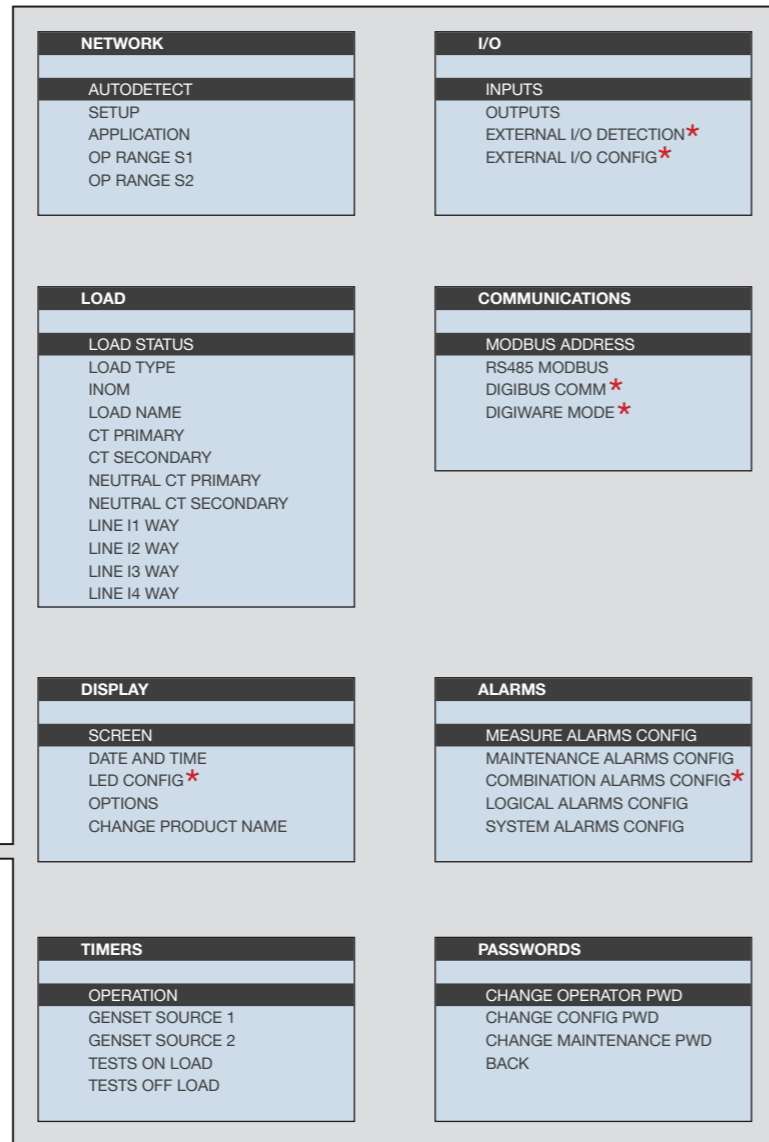 NETWORK
AUTODETECT
SETUP
APPLICATION
OP RANGE S1
OP RANGE S2
I/O
INPUTS
OUTPUTS
EXTERNAL I/O DETECTION*
EXTERNAL I/O CONFIG*
LOAD
LOAD STATUS
LOAD TYPE
INOM
LOAD NAME
CT PRIMARY
CT SECONDARY
NEUTRAL CT PRIMARY
NEUTRAL CT SECONDARY
LINE I1 WAY
LINE I2 WAY
LINE I3 WAY
LINE I4 WAY
COMMUNICATIONS
MODBUS ADDRESS
RS485 MODBUS
DIGIBUS COMM*
DIGIWARE MODE*
DISPLAY
SCREEN
DATE AND TIME
LED CONFIG*
OPTIONS
CHANGE PRODUCT NAME
ALARMS
MEASURE ALARMS CONFIG
MAINTENANCE ALARMS CONFIG
COMBINATION ALARMS CONFIG*
LOGICAL ALARMS CONFIG
SYSTEM ALARMS CONFIG
TIMERS
OPERATION
GENSET SOURCE 1
GENSET SOURCE 2
TESTS ON LOAD
TESTS OFF LOAD
PASSWORDS
CHANGE OPERATOR PWD
CHANGE CONFIG PWD
CHANGE MAINTENANCE PWD
BACK